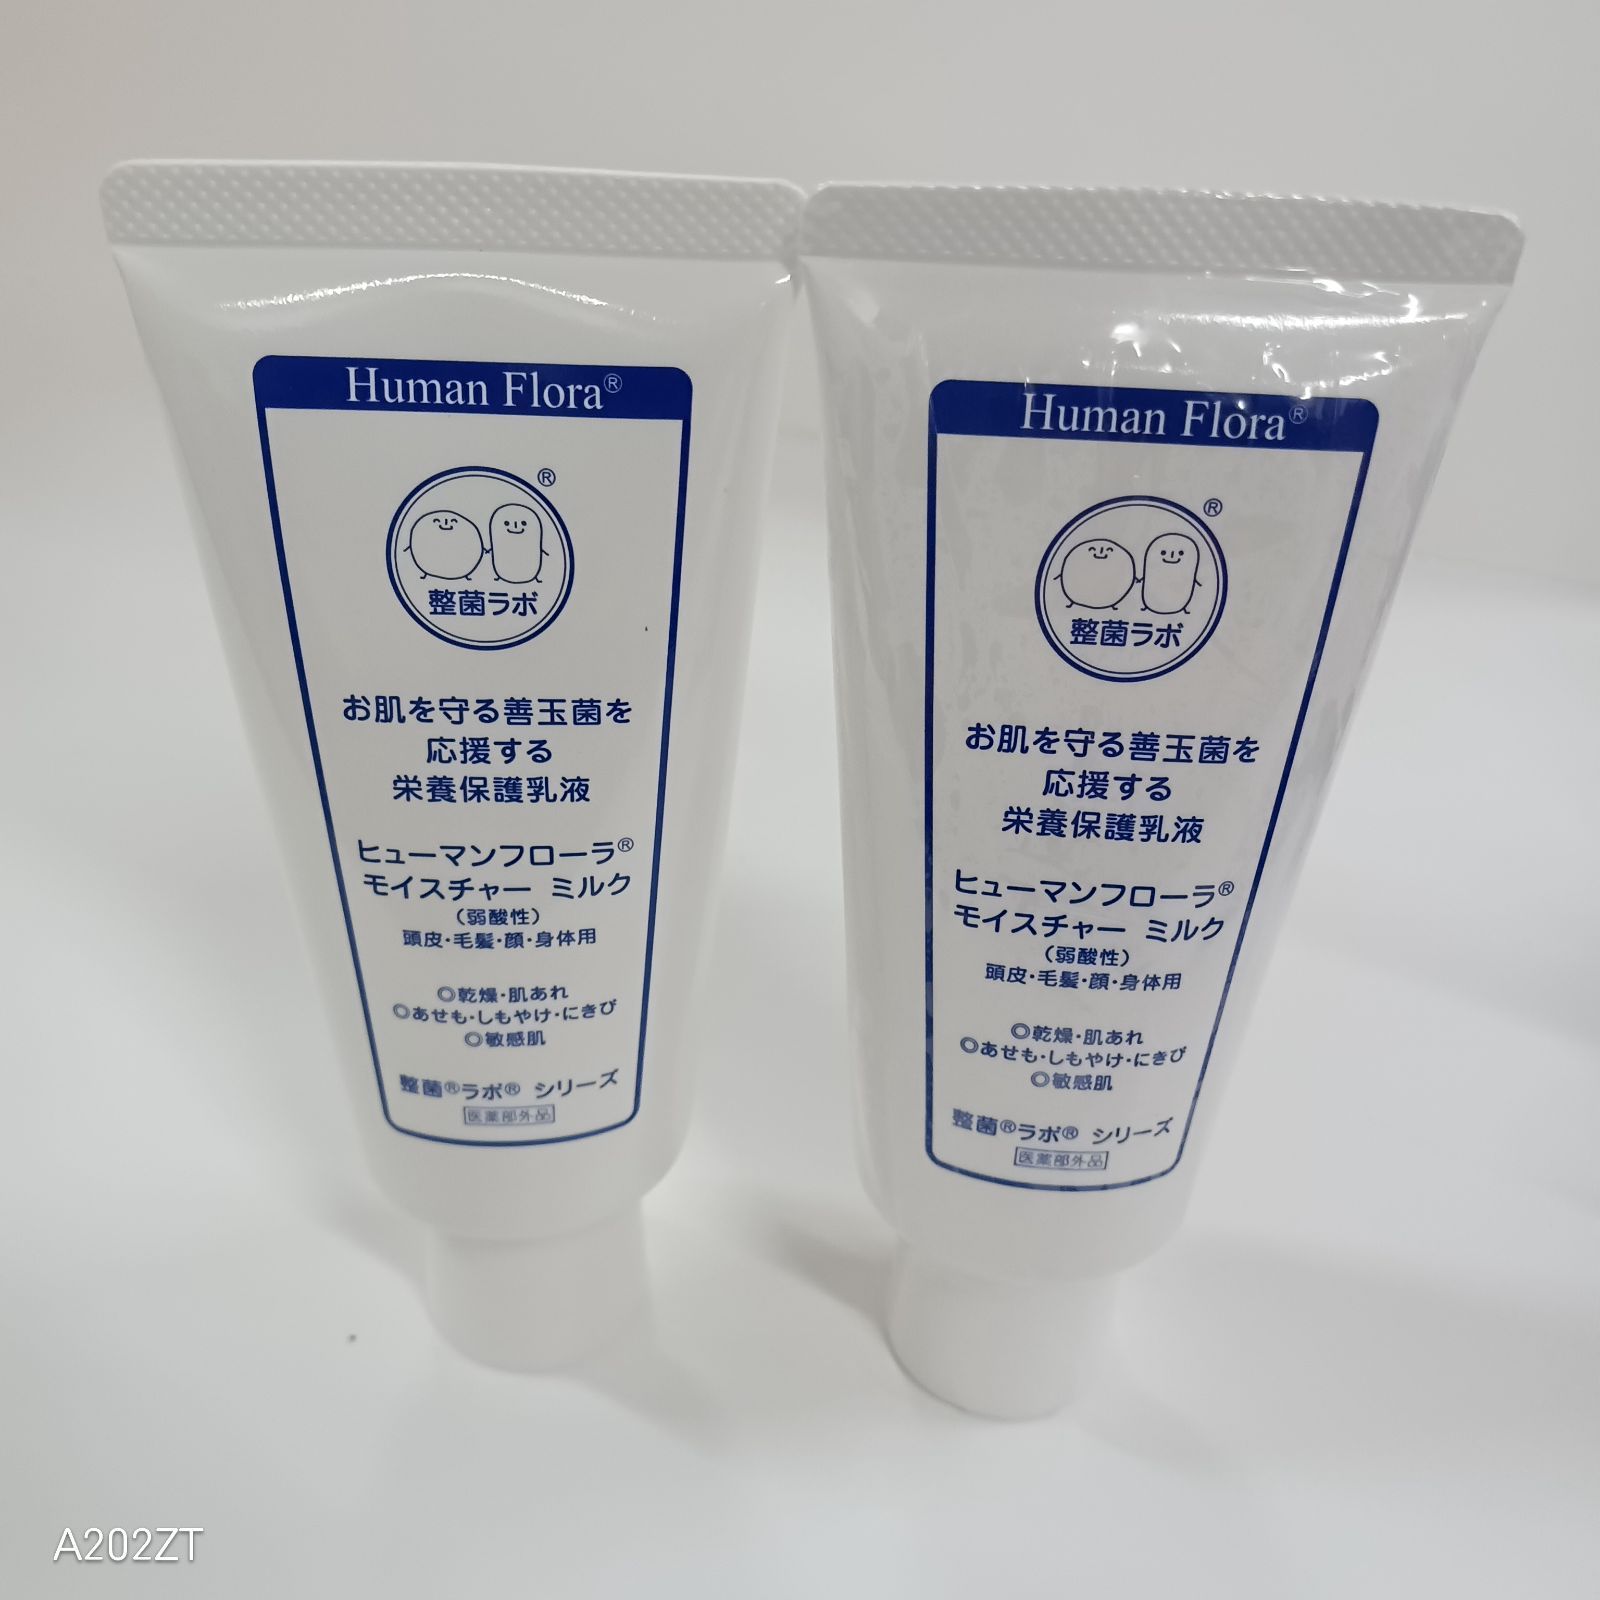 Human Flora®
®
整菌ラボ
お肌を守る善玉菌を
応援する
栄養保護乳液
ヒューマンフローラ®
モイスチャー ミルク
（弱酸性）
頭皮・毛髪・顔・身体用
◎乾燥・肌あれ
◎あせも・しもやけ・にきび
◎敏感肌
整菌®ラボ® シリーズ
医薬部外品
Human Flora®
®
整菌ラボ
お肌を守る善玉菌を
応援する
栄養保護乳液
ヒューマンフローラ®
モイスチャー ミルク
（弱酸性）
頭皮・毛髪・顔・身体用
◎乾燥・肌あれ
◎あせも・しもやけ・にきび
◎敏感肌
整菌®ラボ® シリーズ
医薬部外品
A202ZT